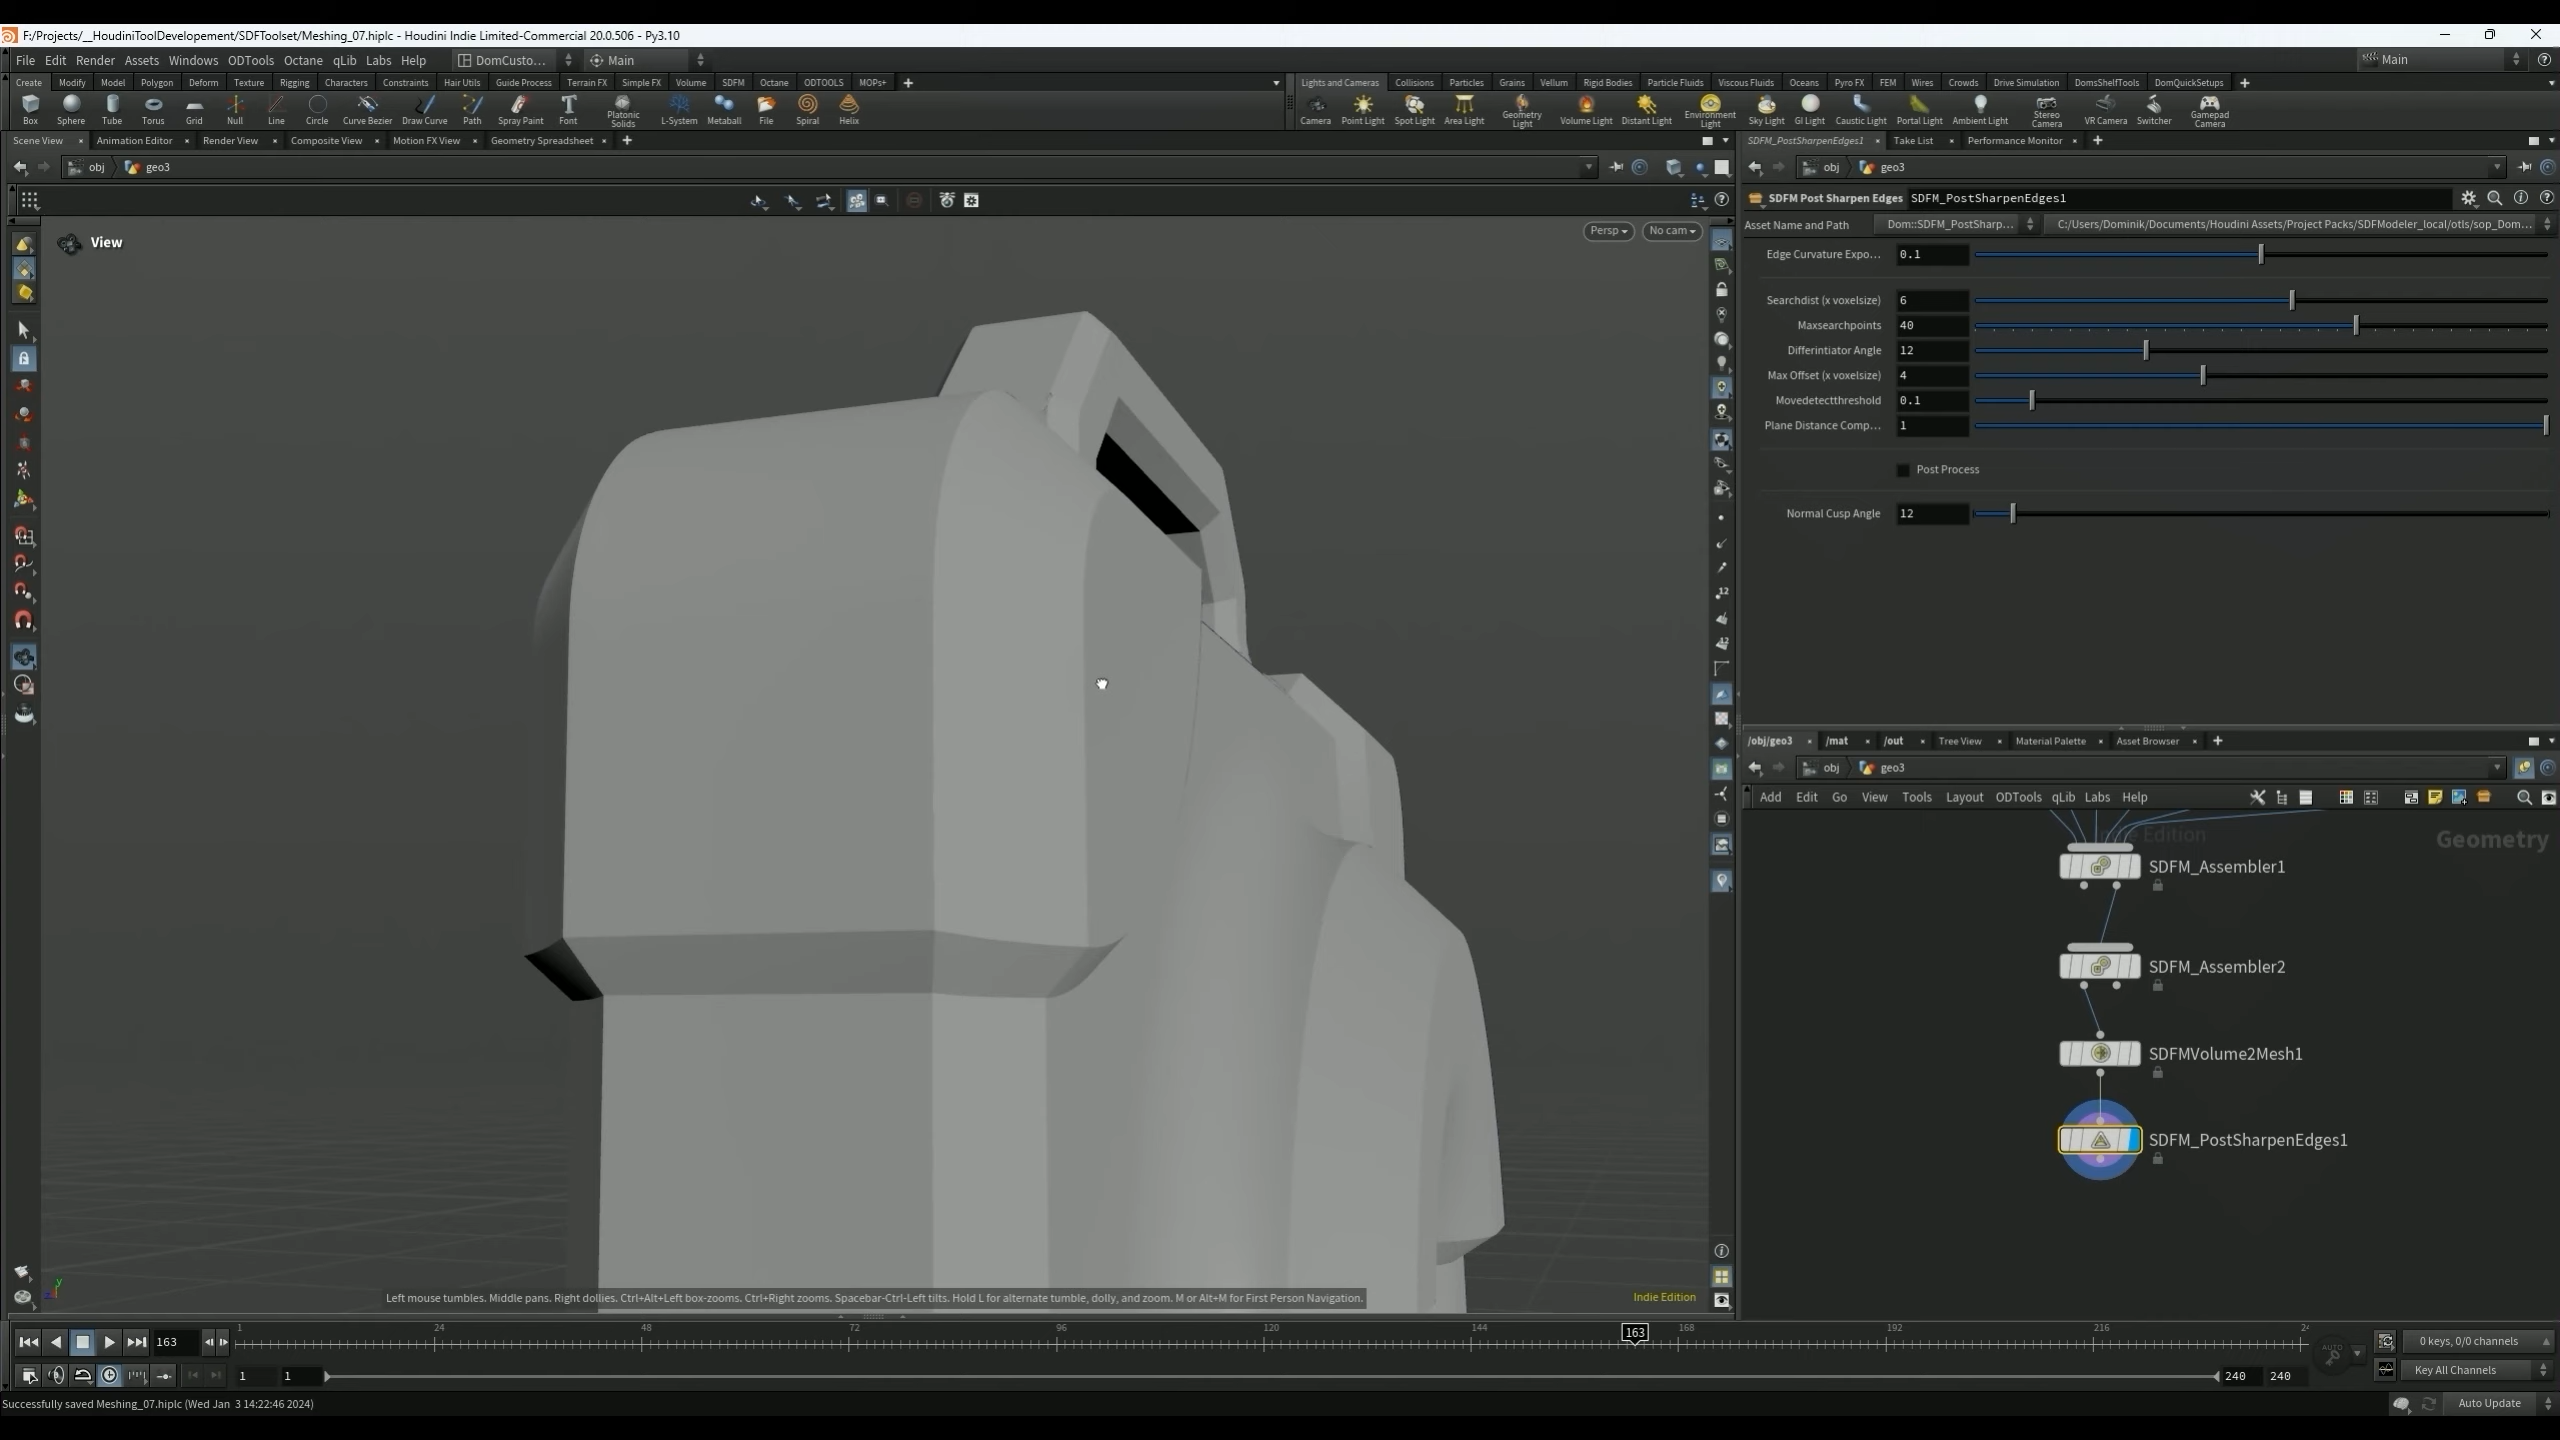 F:/Projects/__HoudiniToolDevelopement/SDFToolset/Meshing_07.hiplc - Houdini Indie Limited-Commercial 20.0.506 - Py3.10
File Edit Render Assets Windows ODTools Octane qLib Labs Help DomCusto... Main Main
Create Modify Model Polygon Deform Texture Rigging Characters Constraints Hair Utils Guide Process Terrain FX Simple FX Volume SDFM Octane ODTOOLS MOPs+
Lights and Cameras Collisions Particles Grains Vellum Rigid Bodies Particle Fluids Viscous Fluids Oceans Pyro FX FEM Wires Crowds Drive Simulation DomsShelfTools DomQuickSetups
Box Sphere Tube Torus Grid Null Line Circle Curve Bezier Draw Curve Path Spray Paint Font Platonic Solids L-System Metaball File Spiral Helix
Camera Point Light Spot Light Area Light Geometry Light Volume Light Distant Light Environment Light Sky Light GI Light Caustic Light Portal Light Ambient Light Stereo Camera VR Camera Switcher Gamepad Camera
Scene View Animation Editor Render View Composite View Motion FX View Geometry Spreadsheet
SDFM_PostSharpenEdges1 Take List Performance Monitor
obj geo3
obj geo3
View
Persp No cam
SDFM Post Sharpen Edges SDFM_PostSharpenEdges1
Asset Name and Path Dom::SDFM_PostSharp... C:/Users/Dominik/Documents/Houdini Assets/Project Packs/SDFModeler_local/otls/sop_Dom...
Edge Curvature Expo... 0.1
Searchdist (x voxelsize) 6
Maxsearchpoints 40
Differintiator Angle 12
Max Offset (x voxelsize) 4
Movedetectthreshold 0.1
Plane Distance Comp... 1
Post Process
Normal Cusp Angle 12
/obj/geo3 /mat /out Tree View Material Palette Asset Browser
obj geo3
Add Edit Go View Tools Layout ODTools qLib Labs Help
Edition
Geometry
SDFM_Assembler1
SDFM_Assembler2
SDFMVolume2Mesh1
SDFM_PostSharpenEdges1
Left mouse tumbles. Middle pans. Right dollies. Ctrl+Alt+Left box-zooms. Ctrl+Right zooms. Spacebar-Ctrl-Left tilts. Hold L for alternate tumble, dolly, and zoom. M or Alt+M for First Person Navigation.
Indie Edition
163 1 24 48 72 96 120 144 163 168 192 216
0 keys, 0/0 channels
1 1 240 240
Key All Channels
Successfully saved Meshing_07.hiplc (Wed Jan 3 14:22:46 2024)
Auto Update